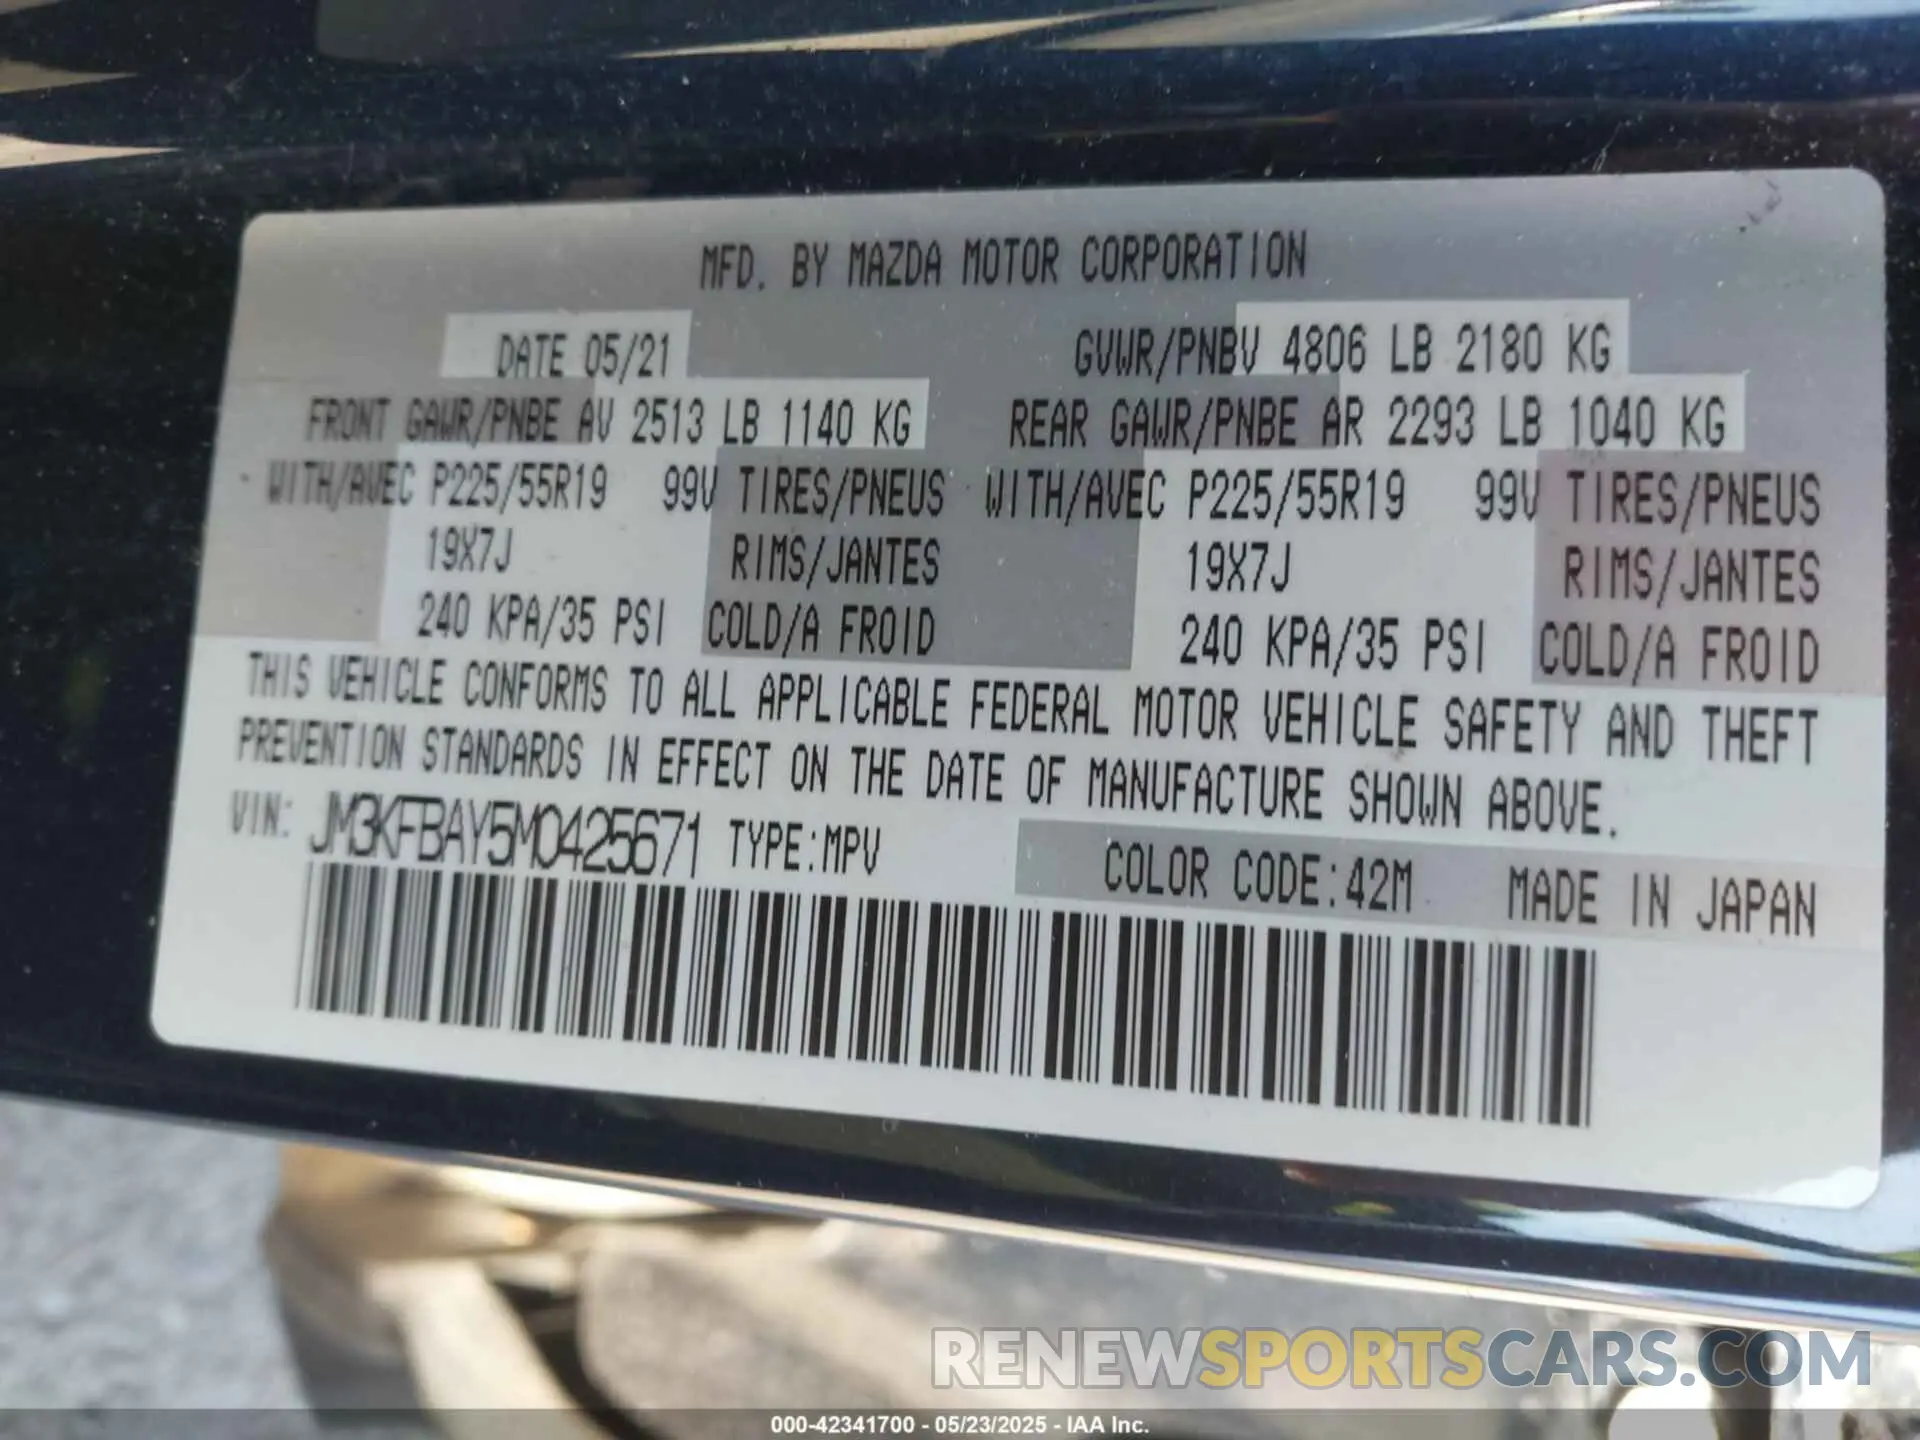 MFD. BY MAZDA MOTOR CORPORATION
DATE 05/21 GVWR/PNBV 4806 LB 2180 KG
FRONT GAWR/PNBE AV 2513 LB 1140 KG REAR GAWR/PNBE AR 2293 LB 1040 KG
WITH/AVEC P225/55R19 99V TIRES/PNEUS WITH/AVEC P225/55R19 99V TIRES/PNEUS
19X7J RIMS/JANTES 19X7J RIMS/JANTES
240 KPA/35 PSI COLD/A FROID 240 KPA/35 PSI COLD/A FROID
THIS VEHICLE CONFORMS TO ALL APPLICABLE FEDERAL MOTOR VEHICLE SAFETY AND THEFT
PREVENTION STANDARDS IN EFFECT ON THE DATE OF MANUFACTURE SHOWN ABOVE.
VIN: JM3KFBAY5M0425671 TYPE:MPV COLOR CODE:42M MADE IN JAPAN
RENEWSPORTSCARS.COM
000-42341700 - 05/23/2025 - IAA Inc.